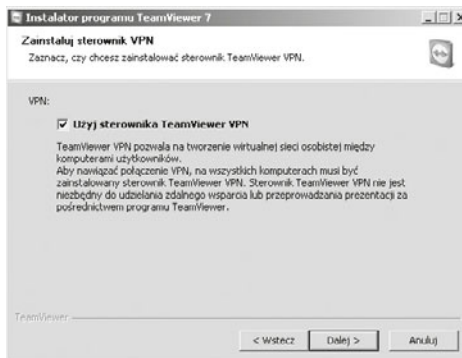 Instalator programu TeamViewer 7
Zainstaluj sterownik VPN
Zaznacz, czy chcesz zainstalować sterownik TeamViewer VPN.
VPN:
Użyj sterownika TeamViewer VPN
TeamViewer VPN pozwala na tworzenie wirtualnej sieci osobistej między
komputerami użytkowników.
Aby nawiązać połączenie VPN, na wszystkich komputerach musi być
zainstalowany sterownik TeamViewer VPN. Sterownik TeamViewer VPN nie jest
niezbędny do udzielania zdalnego wsparcia lub przeprowadzania prezentacji za
pośrednictwem programu TeamViewer.
TeamViewer
< Wstecz
Dalej >
Anuluj